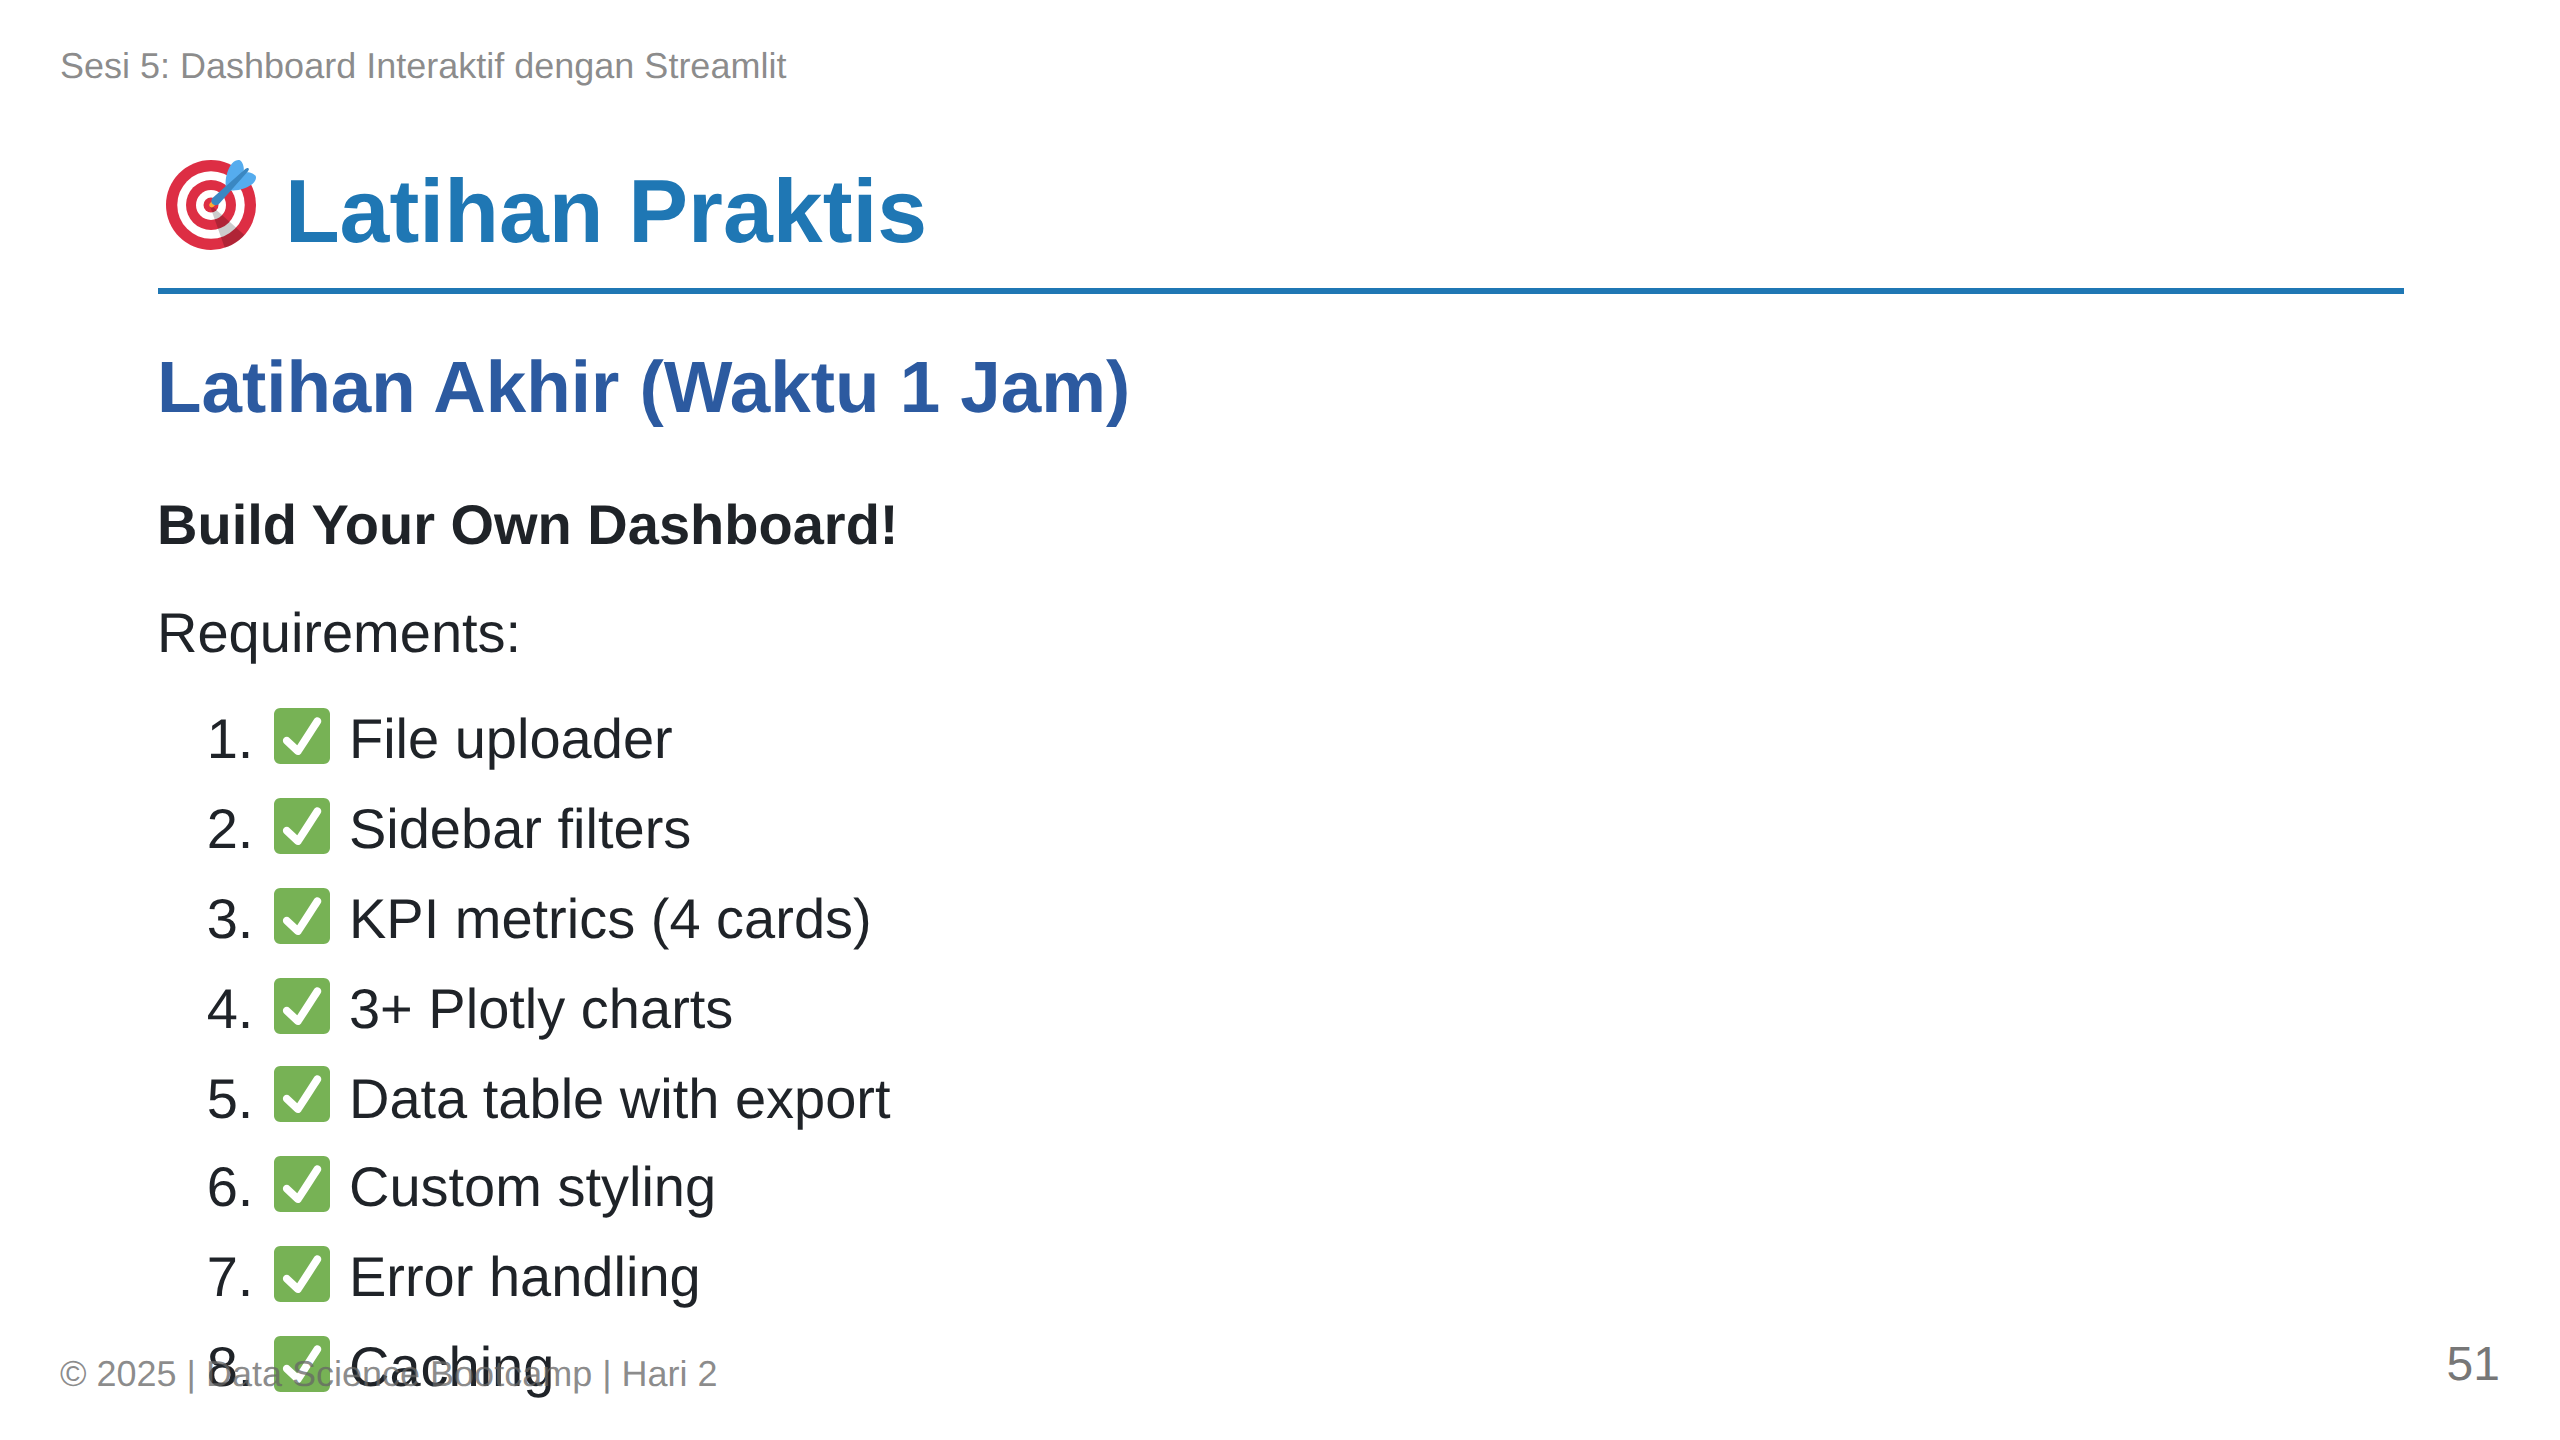 Sesi 5: Dashboard Interaktif dengan Streamlit
🎯 Latihan Praktis
Latihan Akhir (Waktu 1 Jam)
Build Your Own Dashboard!
Requirements:
1. ✅ File uploader
2. ✅ Sidebar filters
3. ✅ KPI metrics (4 cards)
4. ✅ 3+ Plotly charts
5. ✅ Data table with export
6. ✅ Custom styling
7. ✅ Error handling
8. ✅ Caching
© 2025 | Data Science Bootcamp | Hari 2
51